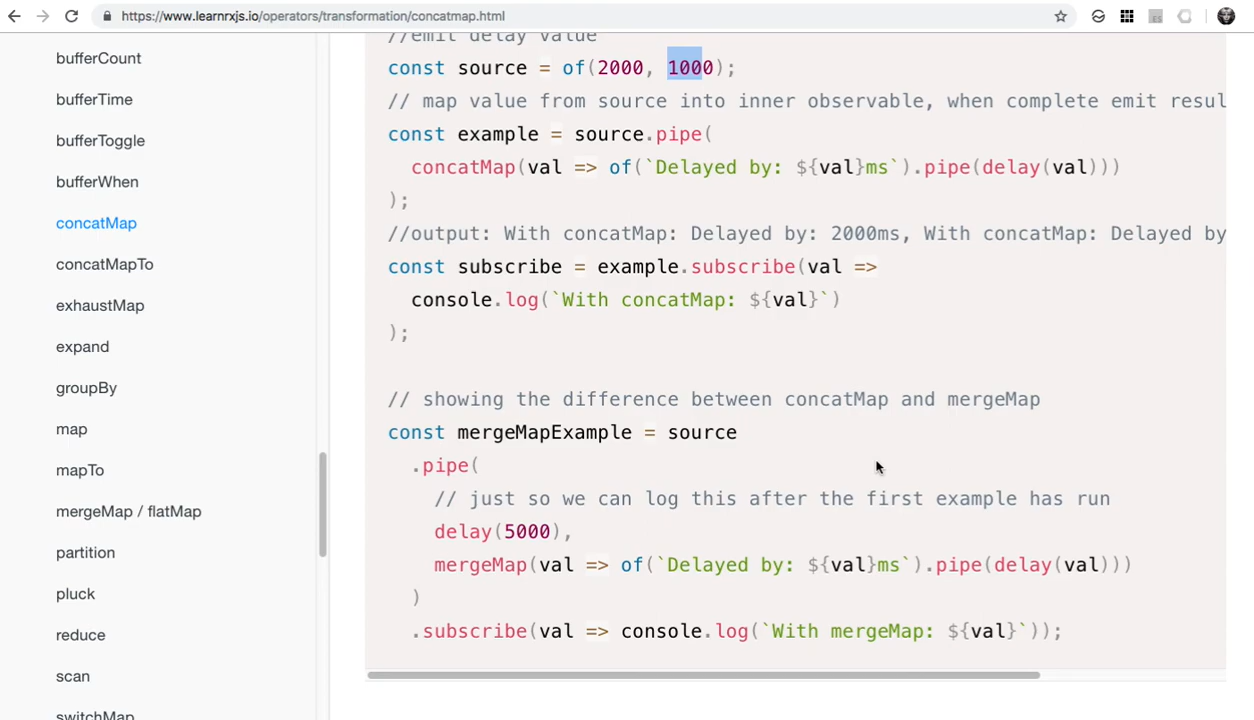 https://www.learnrxjs.io/operators/transformation/concatmap.html
ES
bufferCount
bufferTime
bufferToggle
bufferWhen
concatMap
concatMapTo
exhaustMap
expand
groupBy
map
mapTo
mergeMap / flatMap
partition
pluck
reduce
scan
switchMap
//emit delay value
const source = of(2000, 1000);
// map value from source into inner observable, when complete emit resul
const example = source.pipe(
concatMap(val => of(`Delayed by: ${val}ms`).pipe(delay(val)))
);
//output: With concatMap: Delayed by: 2000ms, With concatMap: Delayed by
const subscribe = example.subscribe(val =>
console.log(`With concatMap: ${val}`)
);
// showing the difference between concatMap and mergeMap
const mergeMapExample = source
.pipe(
// just so we can log this after the first example has run
delay(5000),
mergeMap(val => of(`Delayed by: ${val}ms`).pipe(delay(val)))
)
.subscribe(val => console.log(`With mergeMap: ${val}`));